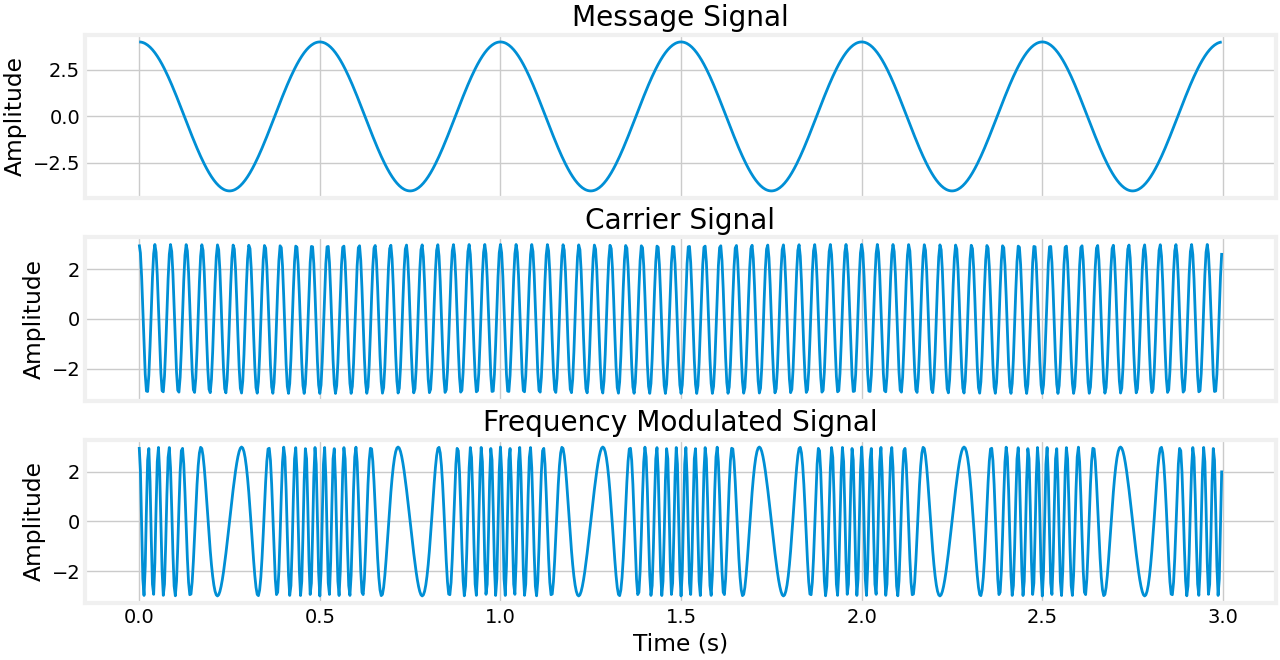 Message Signal
Amplitude
2.5
0.0
−2.5
Carrier Signal
Amplitude
2
0
−2
Frequency Modulated Signal
Amplitude
2
0
−2
0.0 0.5 1.0 1.5 2.0 2.5 3.0
Time (s)